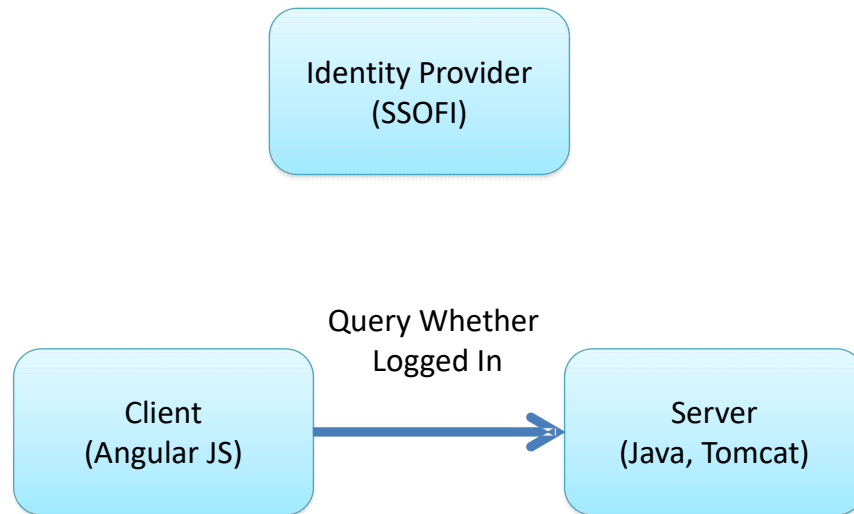 Identity Provider
(SSOFI)
Query Whether
Logged In
Client
(Angular JS)
Server
(Java, Tomcat)